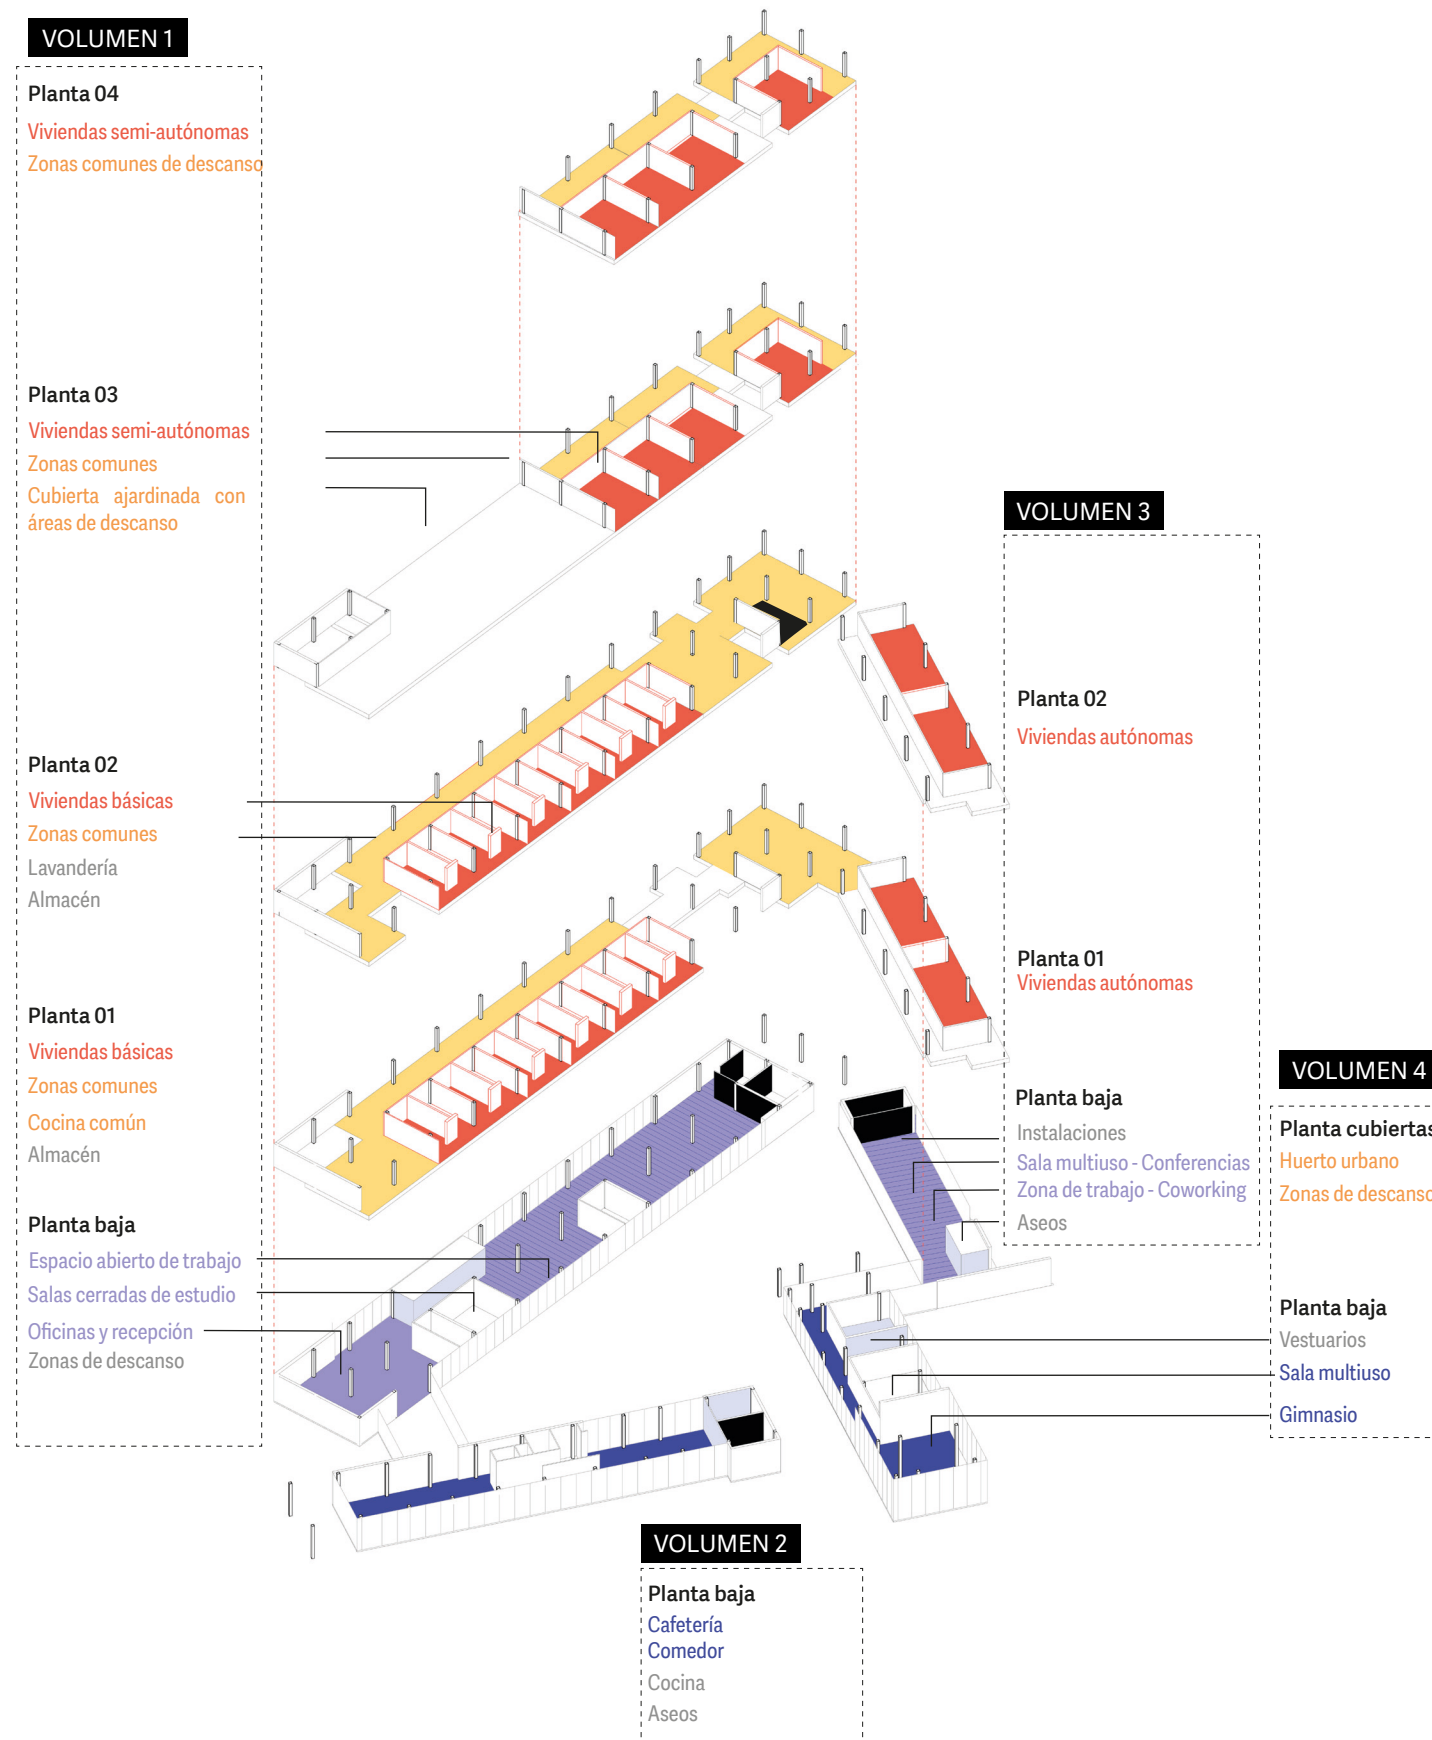 VOLUMEN 1
Planta 04
Viviendas semi-autónomas
Zonas comunes de descanso
Planta 03
Viviendas semi-autónomas
Zonas comunes
Cubierta ajardinada con
áreas de descanso
Planta 02
Viviendas básicas
Zonas comunes
Lavandería
Almacén
Planta 01
Viviendas básicas
Zonas comunes
Cocina común
Almacén
Planta baja
Espacio abierto de trabajo
Salas cerradas de estudio
Oficinas y recepción
Zonas de descanso
VOLUMEN 3
Planta 02
Viviendas autónomas
Planta 01
Viviendas autónomas
Planta baja
Instalaciones
Sala multiuso - Conferencias
Zona de trabajo - Coworking
Aseos
VOLUMEN 4
Planta cubiertas
Huerto urbano
Zonas de descanso
Planta baja
Vestuarios
Sala multiuso
Gimnasio
VOLUMEN 2
Planta baja
Cafetería
Comedor
Cocina
Aseos